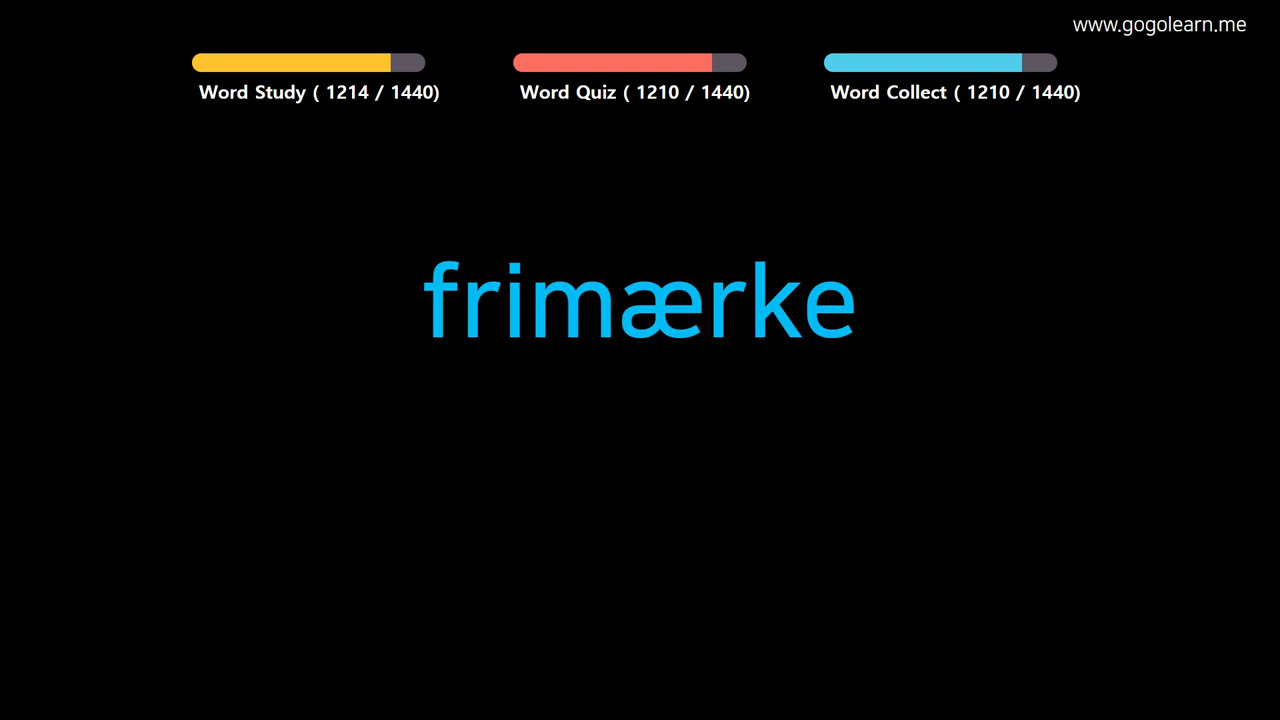 www.gogolearn.me
Word Study ( 1214 / 1440)
Word Quiz ( 1210 / 1440)
Word Collect ( 1210 / 1440)
frimærke